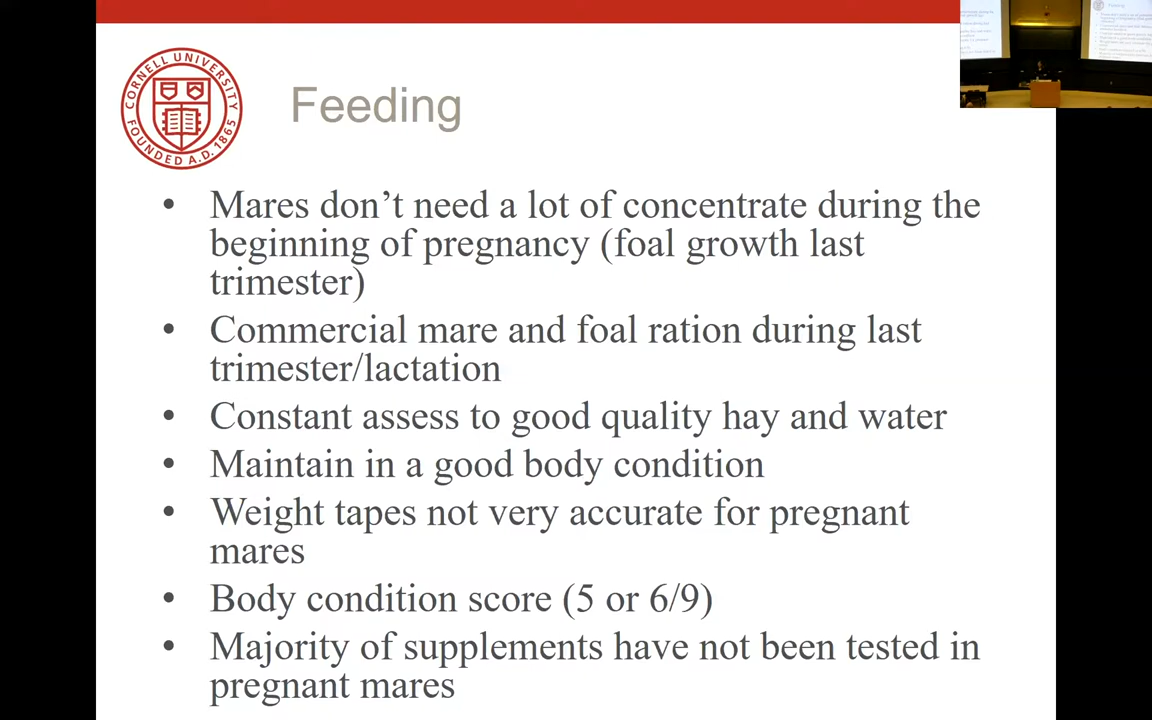 CORNELL UNIVERSITY
FOUNDED A.D. 1865
Feeding
• Mares don’t need a lot of concentrate during the
beginning of pregnancy (foal growth last
trimester)
• Commercial mare and foal ration during last
trimester/lactation
• Constant assess to good quality hay and water
• Maintain in a good body condition
• Weight tapes not very accurate for pregnant
mares
• Body condition score (5 or 6/9)
• Majority of supplements have not been tested in
pregnant mares
Feeding